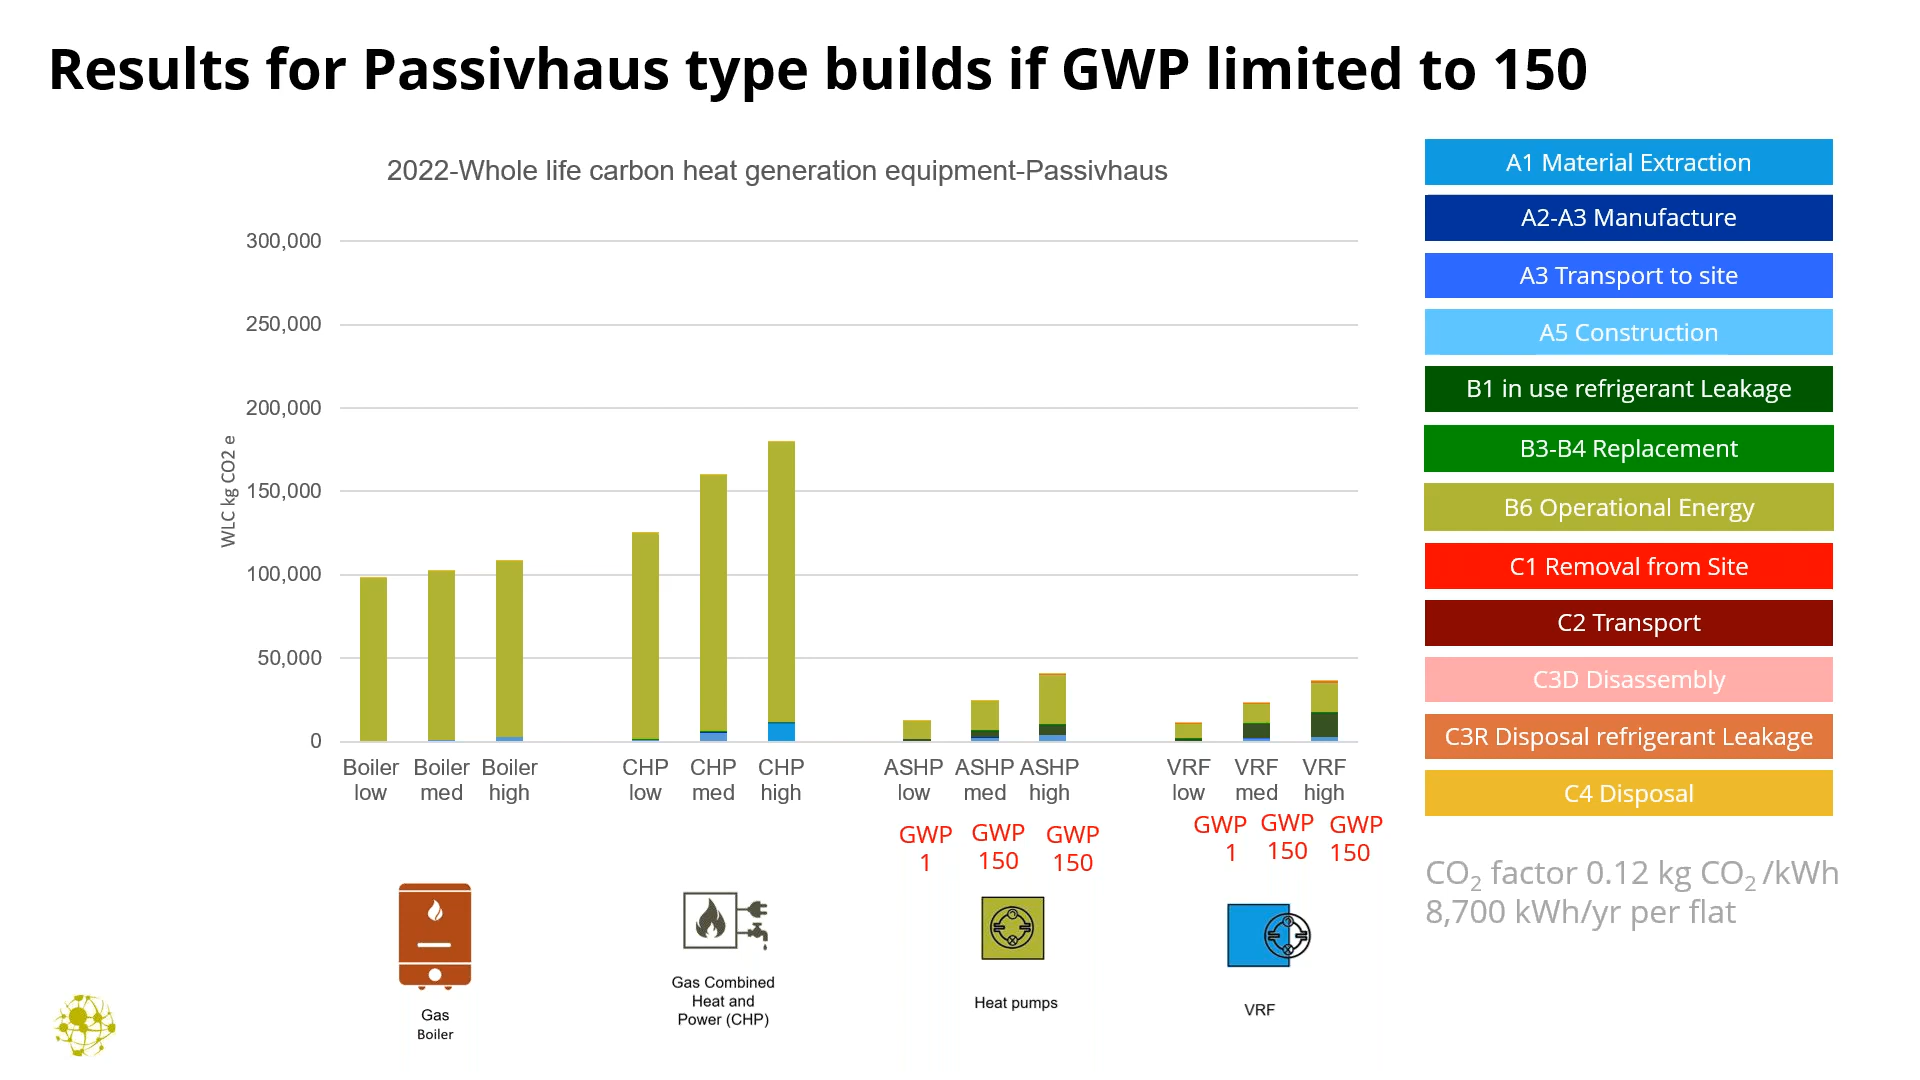 Results for Passivhaus type builds if GWP limited to 150
2022-Whole life carbon heat generation equipment-Passivhaus
WLC kg CO2 e
300,000
250,000
200,000
150,000
100,000
50,000
0
Boiler low
Boiler med
Boiler high
CHP low
CHP med
CHP high
ASHP low
ASHP med
ASHP high
VRF low
VRF med
VRF high
GWP 1
GWP 150
GWP 150
GWP 1
GWP 150
GWP 150
Gas
Boiler
Gas Combined
Heat and
Power (CHP)
Heat pumps
VRF
A1 Material Extraction
A2-A3 Manufacture
A3 Transport to site
A5 Construction
B1 in use refrigerant Leakage
B3-B4 Replacement
B6 Operational Energy
C1 Removal from Site
C2 Transport
C3D Disassembly
C3R Disposal refrigerant Leakage
C4 Disposal
CO₂ factor 0.12 kg CO₂ /kWh
8,700 kWh/yr per flat